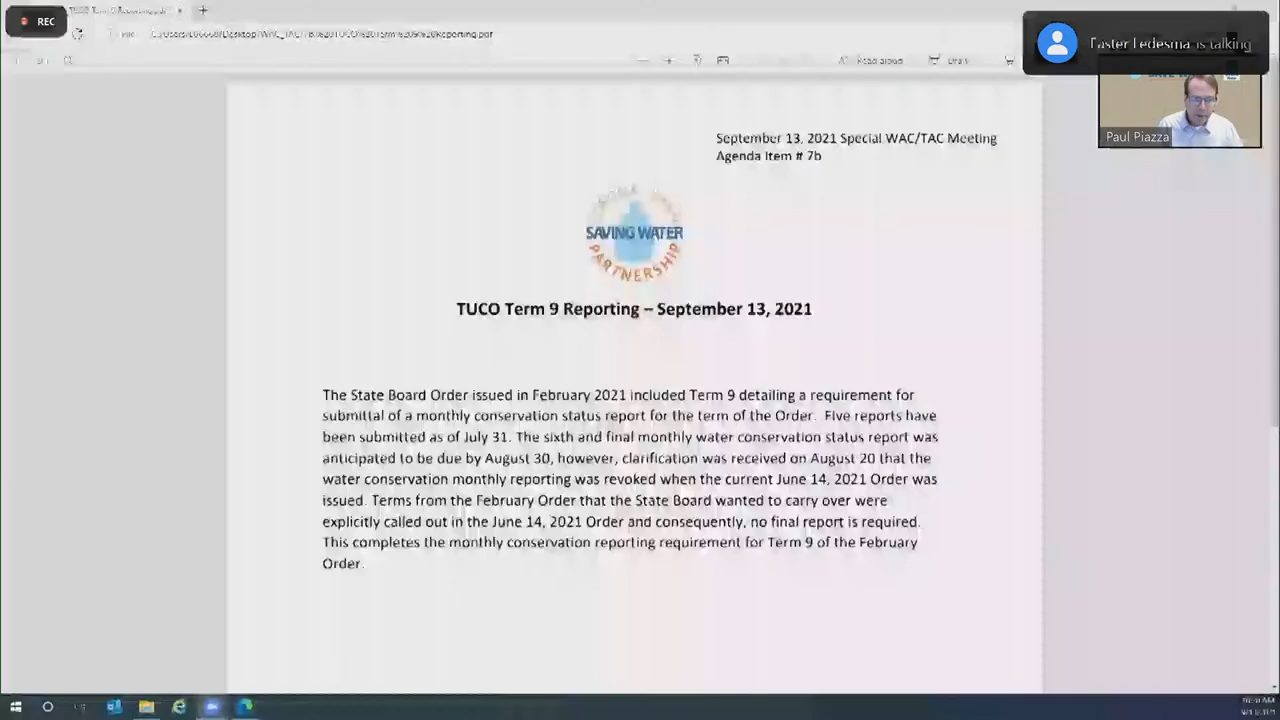 REC
is talking
Paul Piazza
September 13, 2021 Special WAC/TAC Meeting
Agenda Item # 7b
SAVING WATER
PARTNERSHIP
TUCO Term 9 Reporting – September 13, 2021
The State Board Order issued in February 2021 included Term 9 detailing a requirement for
submittal of a monthly conservation status report for the term of the Order. Five reports have
been submitted as of July 31. The sixth and final monthly water conservation status report was
anticipated to be due by August 30, however, clarification was received on August 20 that the
water conservation monthly reporting was revoked when the current June 14, 2021 Order was
issued. Terms from the February Order that the State Board wanted to carry over were
explicitly called out in the June 14, 2021 Order and consequently, no final report is required.
This completes the monthly conservation reporting requirement for Term 9 of the February
Order.